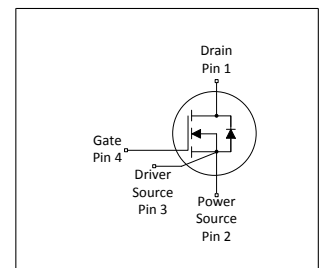 Drain
Pin 1
Gate
Pin 4
Driver
Source
Pin 3
Power
Source
Pin 2